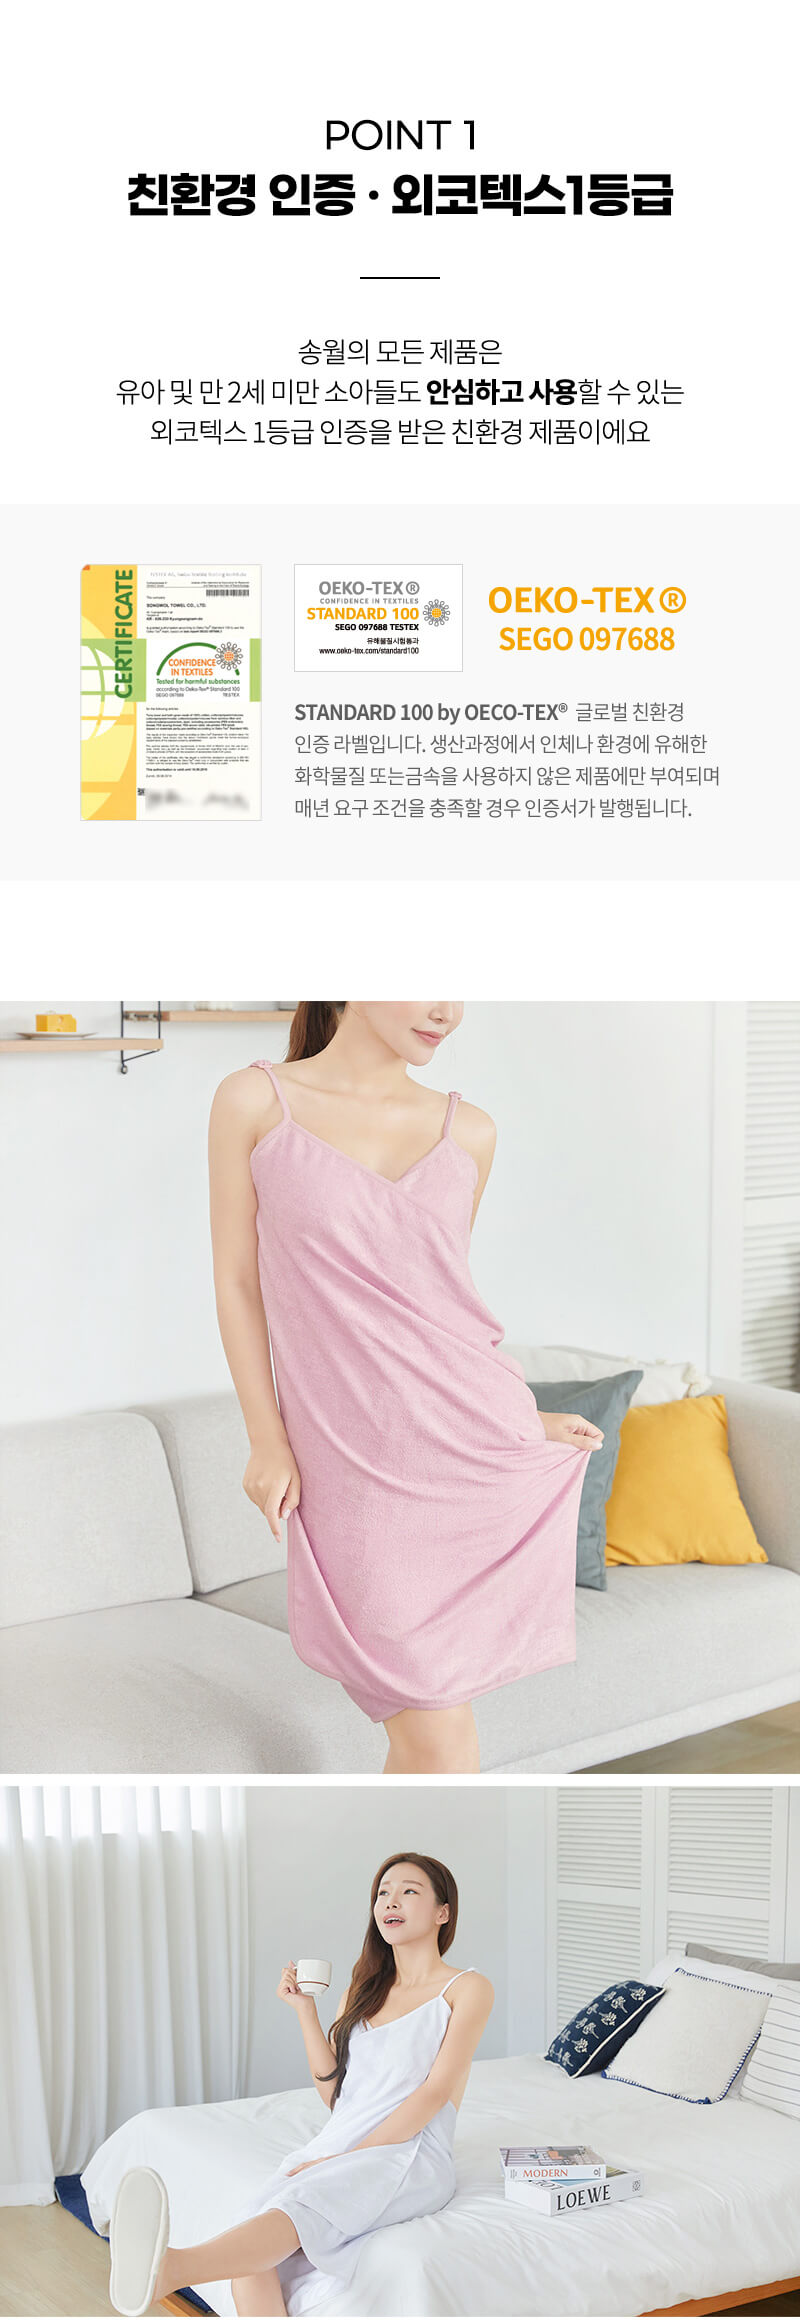 POINT 1
친환경 인증 · 외코텍스1등급
송월의 모든 제품은
유아 및 만 2세 미만 소아들도 안심하고 사용할 수 있는
외코텍스 1등급 인증을 받은 친환경 제품이에요
CERTIFICATE
SONGWOL TOWEL CO., LTD.
CONFIDENCE
IN TEXTILES
Tested for harmful substances
according to Oeko-Tex® Standard 100
SEGO 097688 TESTEX
OEKO-TEX®
CONFIDENCE IN TEXTILES
STANDARD 100
SEGO 097688 TESTEX
유해물질시험통과
www.oeko-tex.com/standard100
OEKO-TEX®
SEGO 097688
STANDARD 100 by OECO-TEX® 글로벌 친환경
인증 라벨입니다. 생산과정에서 인체나 환경에 유해한
화학물질 또는금속을 사용하지 않은 제품에만 부여되며
매년 요구 조건을 충족할 경우 인증서가 발행됩니다.
MODERN
LOEWE